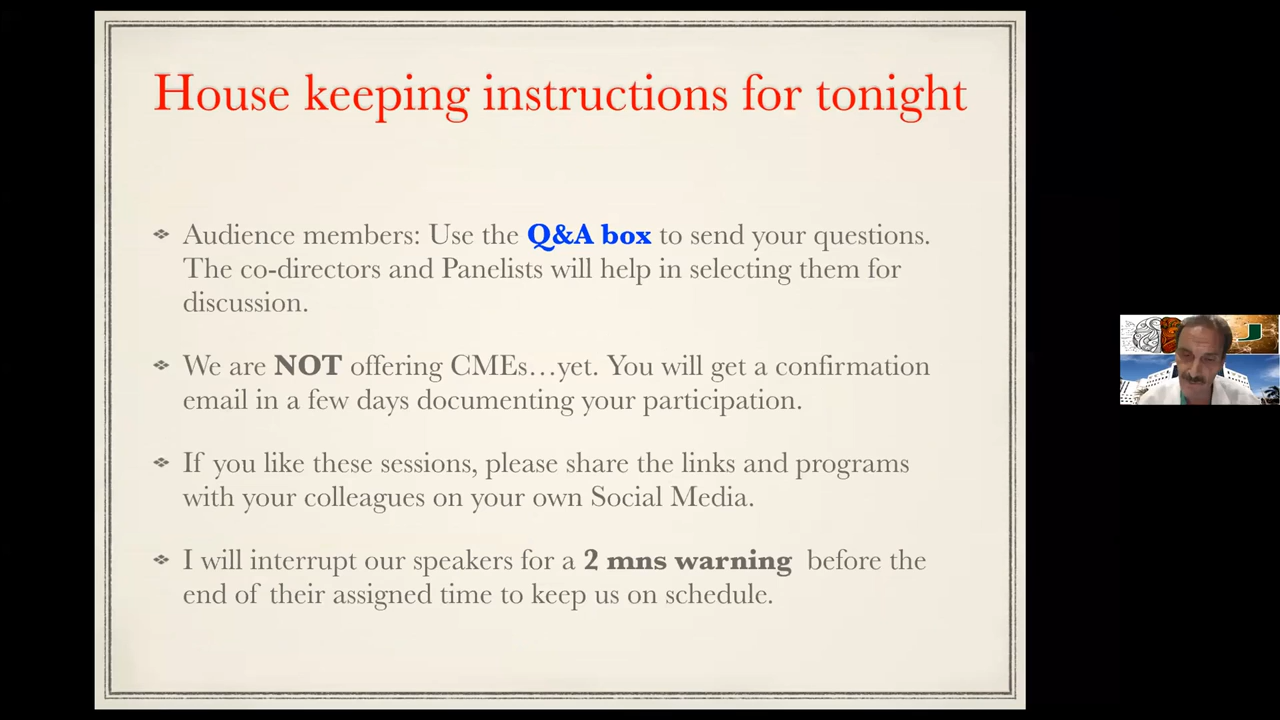 House keeping instructions for tonight
Audience members: Use the Q&A box to send your questions.
The co-directors and Panelists will help in selecting them for
discussion.
We are NOT offering CMEs…yet. You will get a confirmation
email in a few days documenting your participation.
If you like these sessions, please share the links and programs
with your colleagues on your own Social Media.
I will interrupt our speakers for a 2 mns warning before the
end of their assigned time to keep us on schedule.